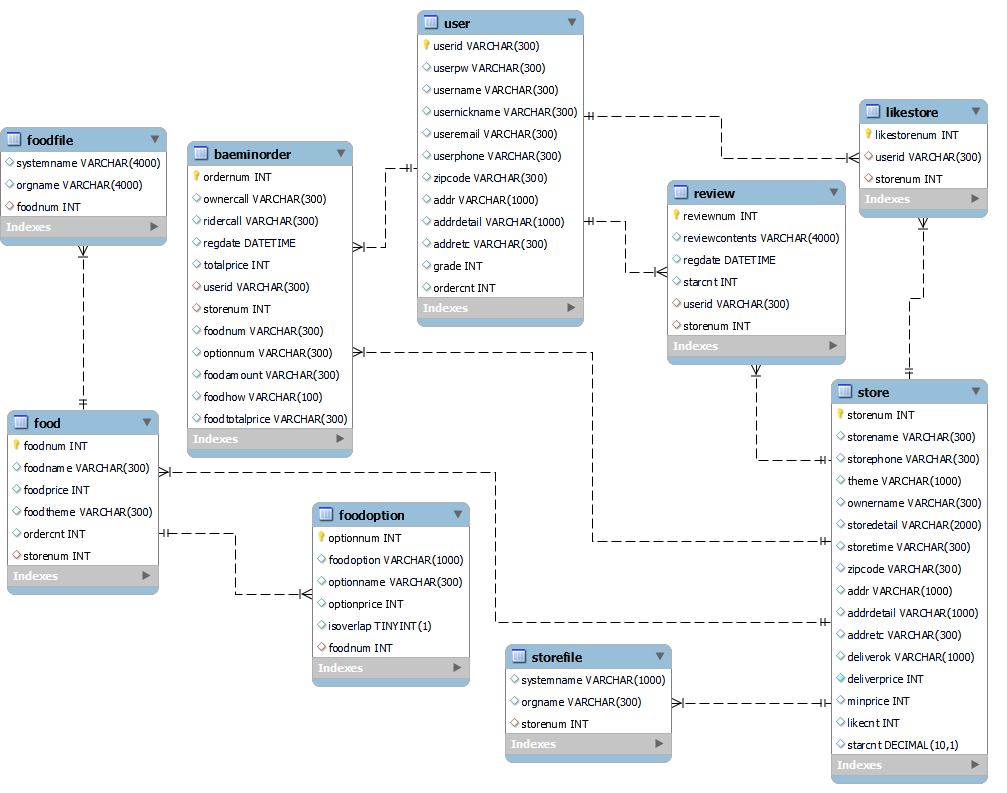 user
userid VARCHAR(300)
userpw VARCHAR(300)
username VARCHAR(300)
usernickname VARCHAR(300)
useremail VARCHAR(300)
userphone VARCHAR(300)
zipcode VARCHAR(300)
addr VARCHAR(1000)
addrdetail VARCHAR(1000)
addretc VARCHAR(300)
grade INT
ordercnt INT
Indexes
likestore
likestorenum INT
userid VARCHAR(300)
storenum INT
Indexes
foodfile
systemname VARCHAR(4000)
orgname VARCHAR(4000)
foodnum INT
Indexes
baeminorder
ordernum INT
ownercall VARCHAR(300)
ridercall VARCHAR(300)
regdate DATETIME
totalprice INT
userid VARCHAR(300)
storenum INT
foodnum VARCHAR(300)
optionnum VARCHAR(300)
foodamount VARCHAR(300)
foodhow VARCHAR(100)
foodtotalprice VARCHAR(300)
Indexes
review
reviewnum INT
reviewcontents VARCHAR(4000)
regdate DATETIME
starcnt INT
userid VARCHAR(300)
storenum INT
Indexes
store
storenum INT
storename VARCHAR(300)
storephone VARCHAR(300)
theme VARCHAR(1000)
ownername VARCHAR(300)
storedetail VARCHAR(2000)
storetime VARCHAR(300)
zipcode VARCHAR(300)
addr VARCHAR(1000)
addrdetail VARCHAR(1000)
addretc VARCHAR(300)
deliverok VARCHAR(1000)
deliverprice INT
minprice INT
likecnt INT
starcnt DECIMAL(10,1)
Indexes
food
foodnum INT
foodname VARCHAR(300)
foodprice INT
foodtheme VARCHAR(300)
ordercnt INT
storenum INT
Indexes
foodoption
optionnum INT
foodoption VARCHAR(1000)
optionname VARCHAR(300)
optionprice INT
isoverlap TINYINT(1)
foodnum INT
Indexes
storefile
systemname VARCHAR(1000)
orgname VARCHAR(300)
storenum INT
Indexes